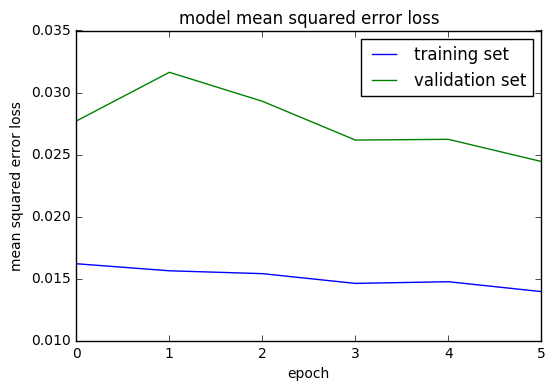 model mean squared error loss
0.035
training set
validation set
0.030
0.025
0.020
0.015
0.010
mean squared error loss
0 1 2 3 4 5
epoch